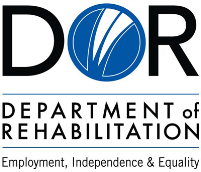 DOR
DEPARTMENT of
REHABILITATION
Employment, Independence & Equality